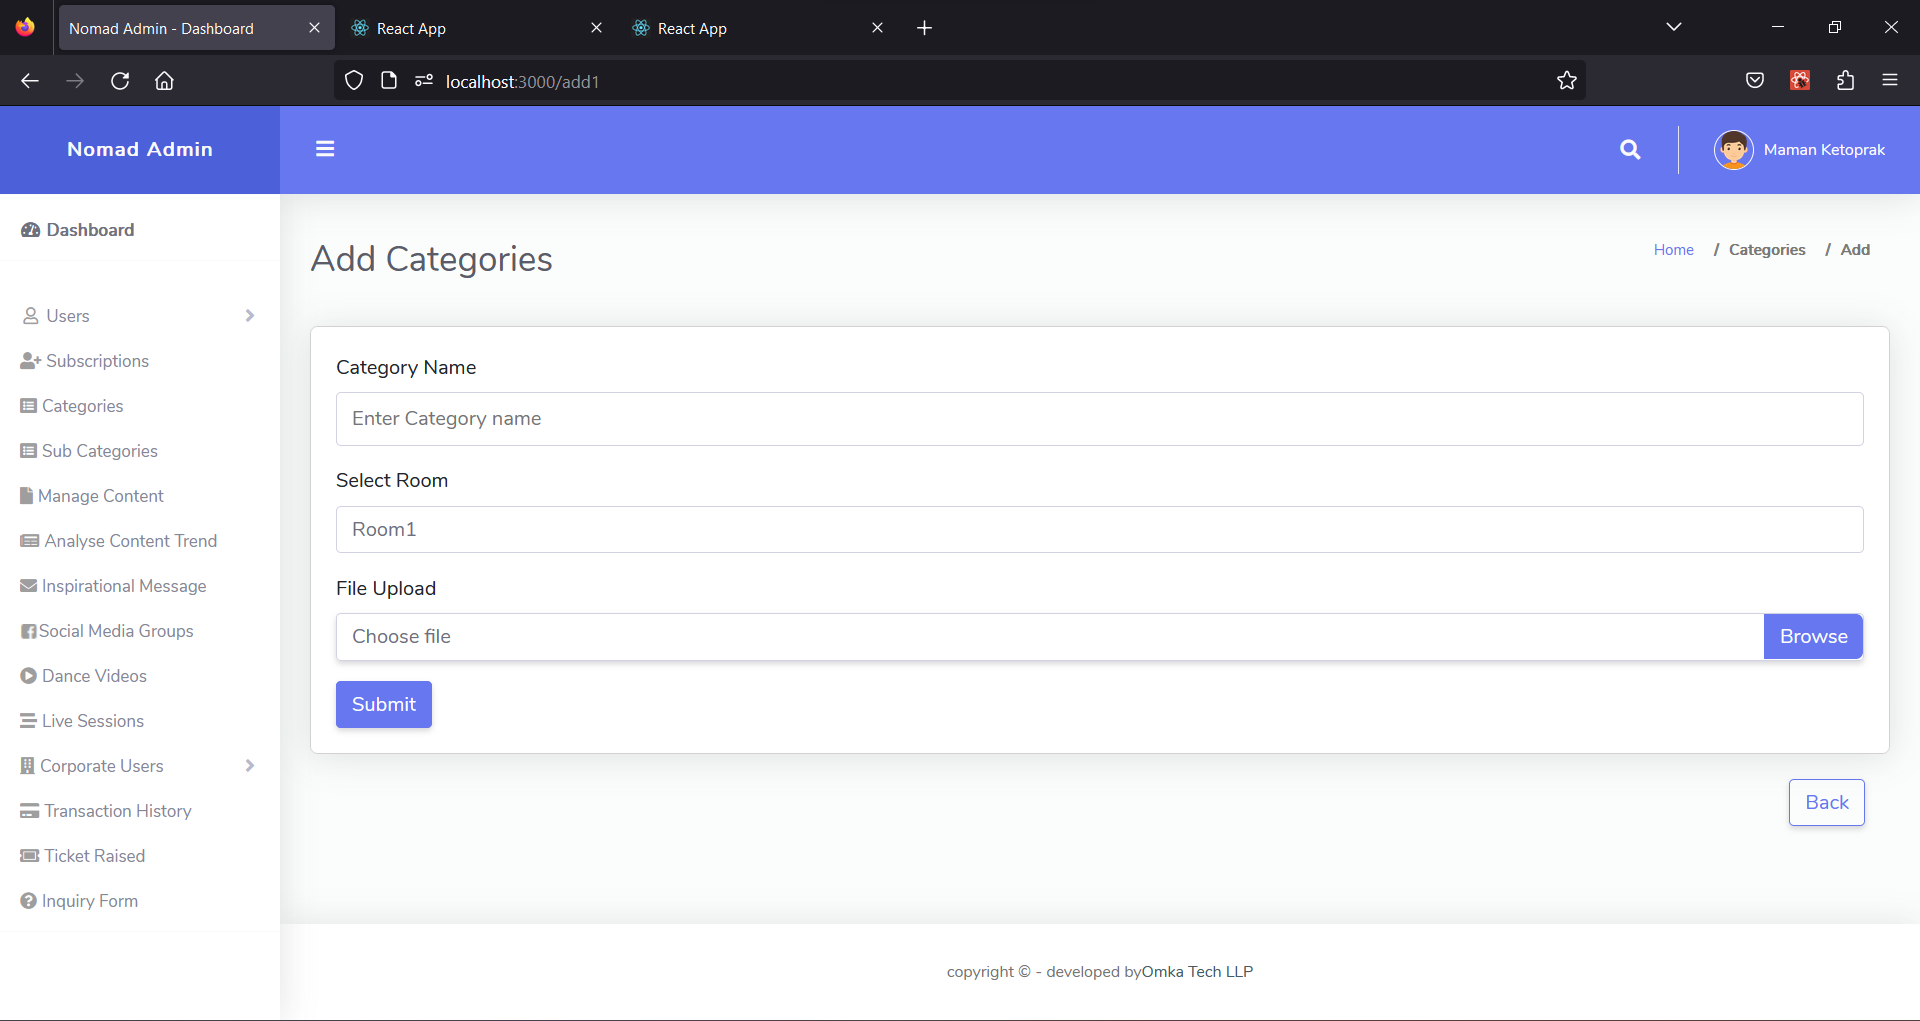 Nomad Admin - Dashboard
React App
React App
localhost:3000/add1
Nomad Admin
Maman Ketoprak
Dashboard
Users
Subscriptions
Categories
Sub Categories
Manage Content
Analyse Content Trend
Inspirational Message
Social Media Groups
Dance Videos
Live Sessions
Corporate Users
Transaction History
Ticket Raised
Inquiry Form
Add Categories
Home / Categories / Add
Category Name
Enter Category name
Select Room
Room1
File Upload
Choose file
Browse
Submit
Back
copyright © - developed byOmka Tech LLP